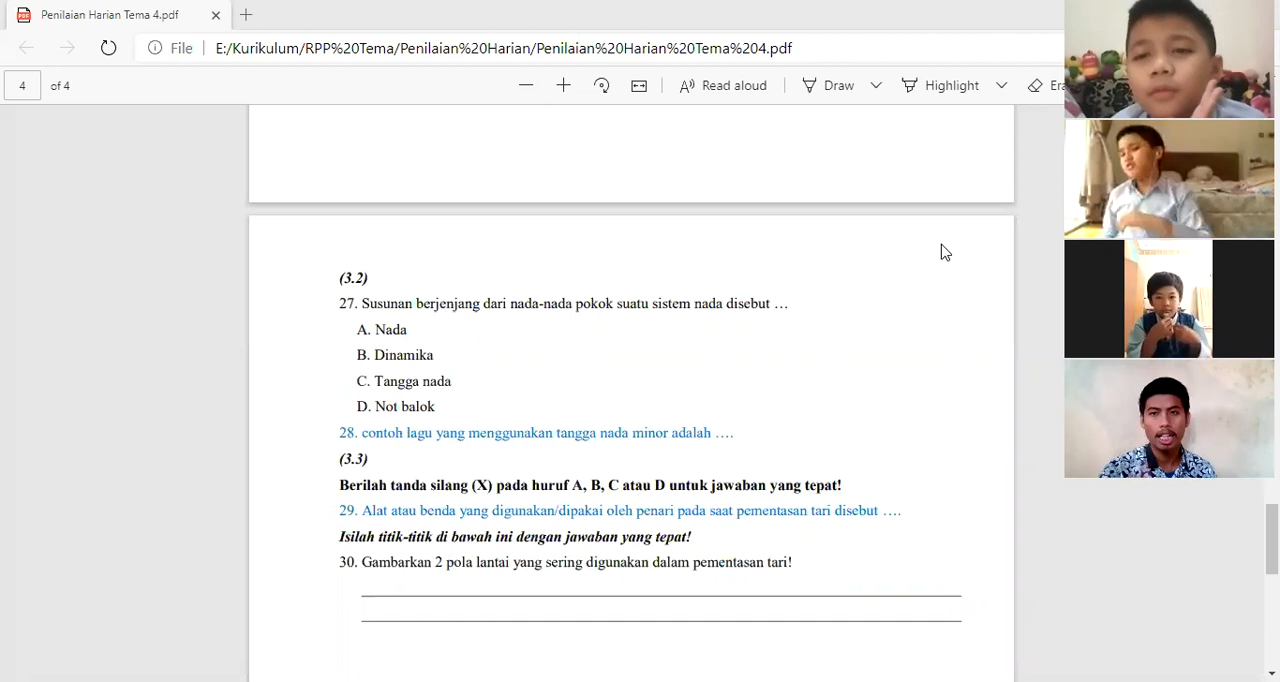 Penilaian Harian Tema 4.pdf
File
E:/Kurikulum/RPP%20Tema/Penilaian%20Harian/Penilaian%20Harian%20Tema%204.pdf
4 of 4
Read aloud
Draw
Highlight
Era
(3.2)
27. Susunan berjenjang dari nada-nada pokok suatu sistem nada disebut …
A. Nada
B. Dinamika
C. Tangga nada
D. Not balok
28. contoh lagu yang menggunakan tangga nada minor adalah ….
(3.3)
Berilah tanda silang (X) pada huruf A, B, C atau D untuk jawaban yang tepat!
29. Alat atau benda yang digunakan/dipakai oleh penari pada saat pementasan tari disebut ….
Isilah titik-titik di bawah ini dengan jawaban yang tepat!
30. Gambarkan 2 pola lantai yang sering digunakan dalam pementasan tari!